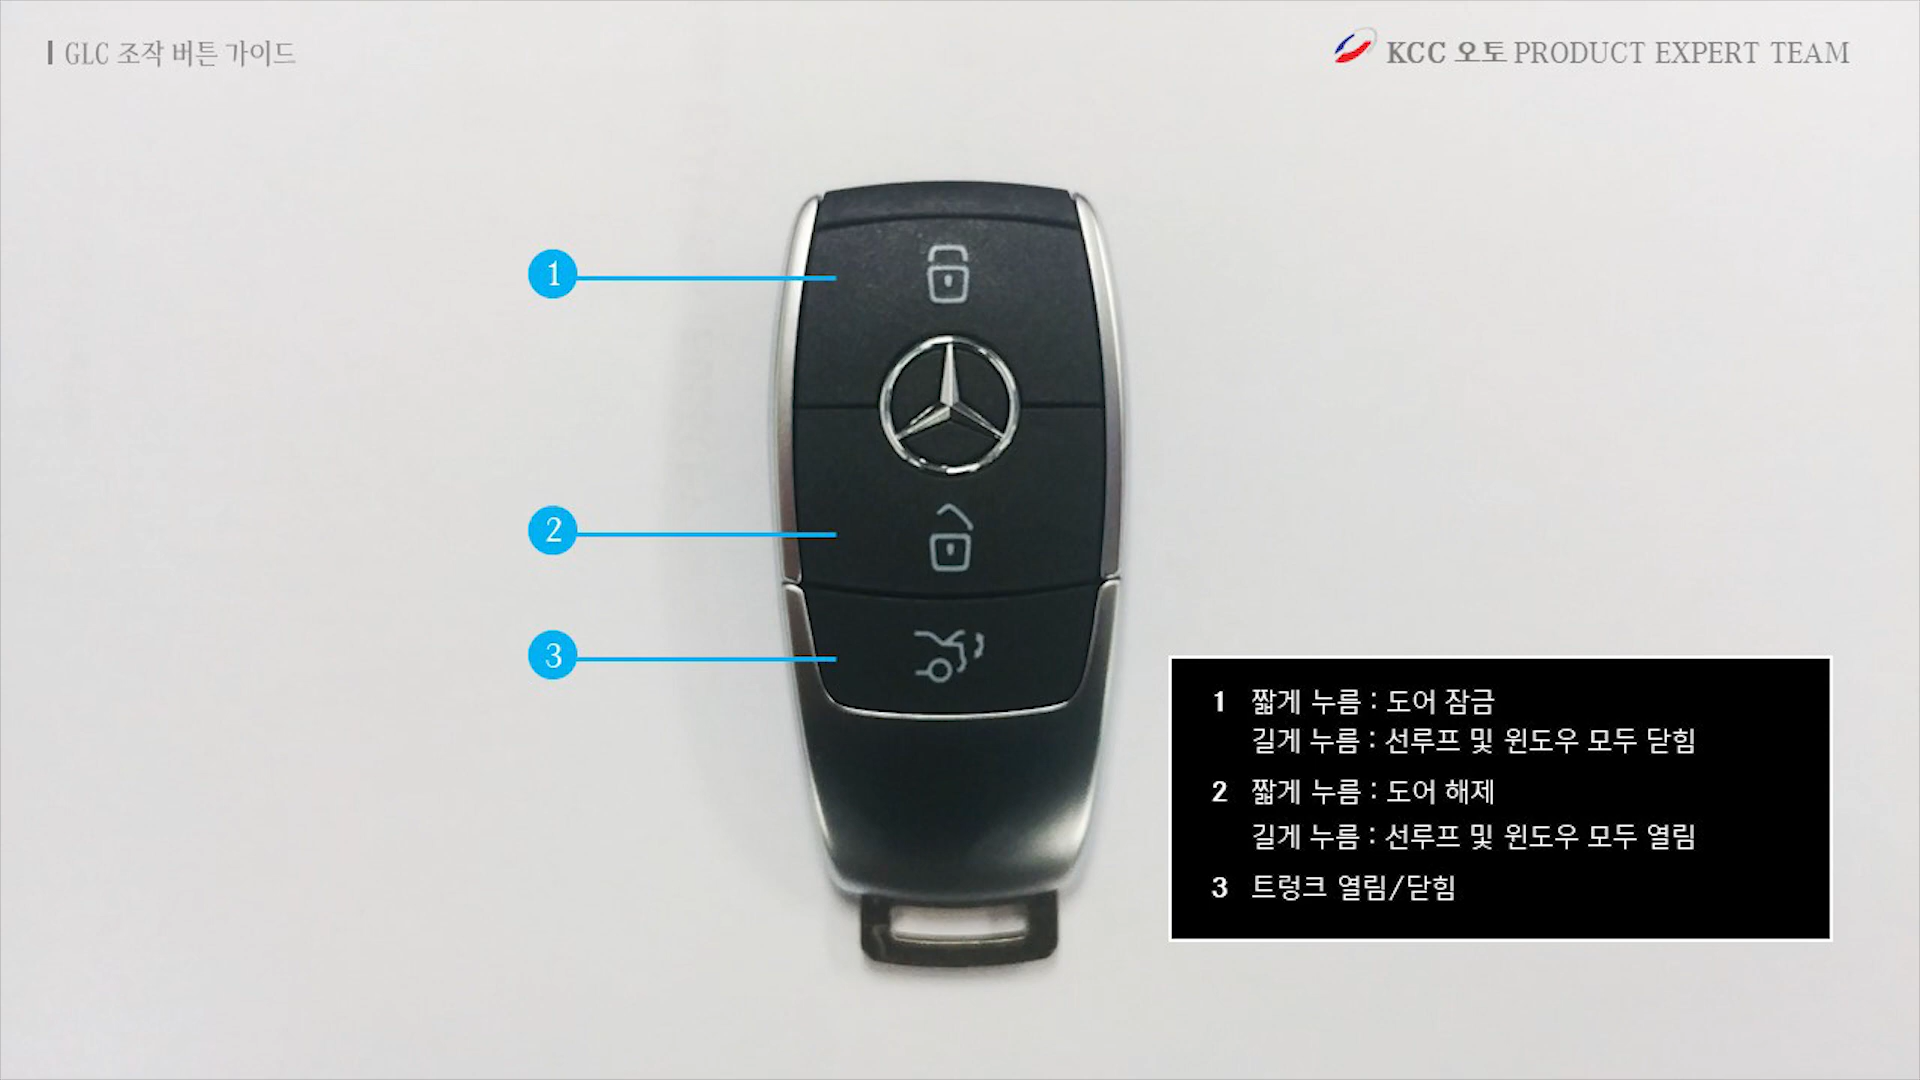 GLC 조작 버튼 가이드
KCC 오토 PRODUCT EXPERT TEAM
1
2
3
1 짧게 누름 : 도어 잠금
길게 누름 : 선루프 및 윈도우 모두 닫힘
2 짧게 누름 : 도어 해제
길게 누름 : 선루프 및 윈도우 모두 열림
3 트렁크 열림/닫힘